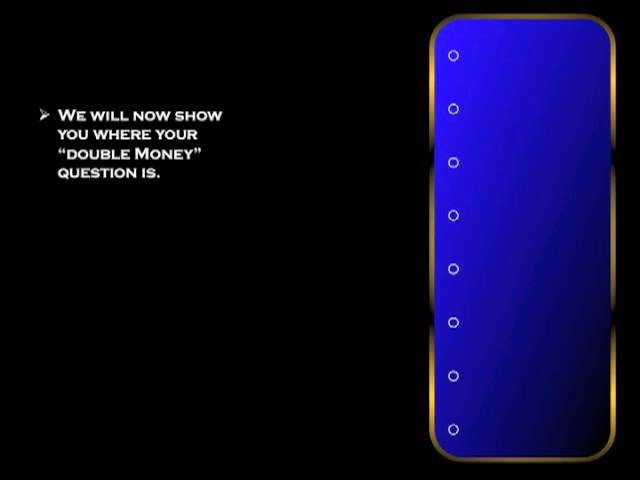 We will now show
you where your
“double Money”
question is.